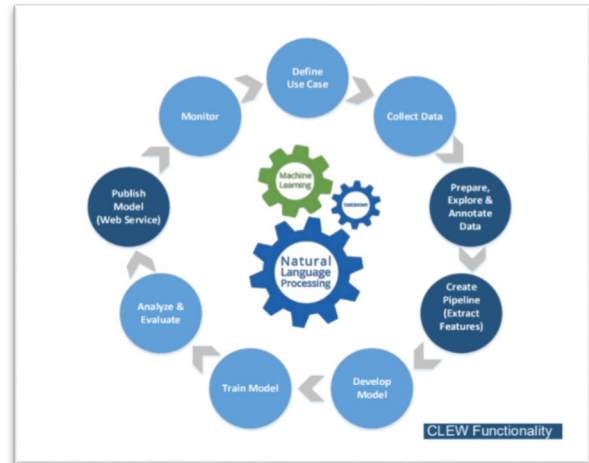 Define
Use Case
Collect Data
Prepare,
Explore &
Annotate
Data
Create
Pipeline
(Extract
Features)
Develop
Model
Train Model
Analyze &
Evaluate
Publish
Model
(Web Service)
Monitor
Machine
Learning
TAXONOMY
Natural
Language
Processing
CLEW Functionality